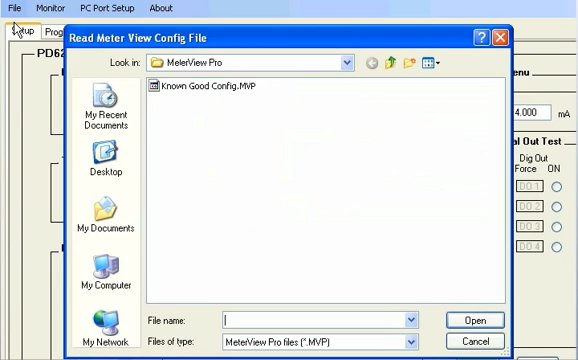 File Monitor PC Port Setup About
Setup Prog
PD62
Read Meter View Config File
Look in: MeterView Pro
Known Good Config.MVP
My Recent
Documents
Desktop
My Documents
My Computer
My Network
File name:
Open
Files of type: MeterView Pro files (*.MVP)
Cancel
enu
4.000 mA
al Out Test
Dig Out
Force ON
DO 1
DO 2
DO 3
DO 4